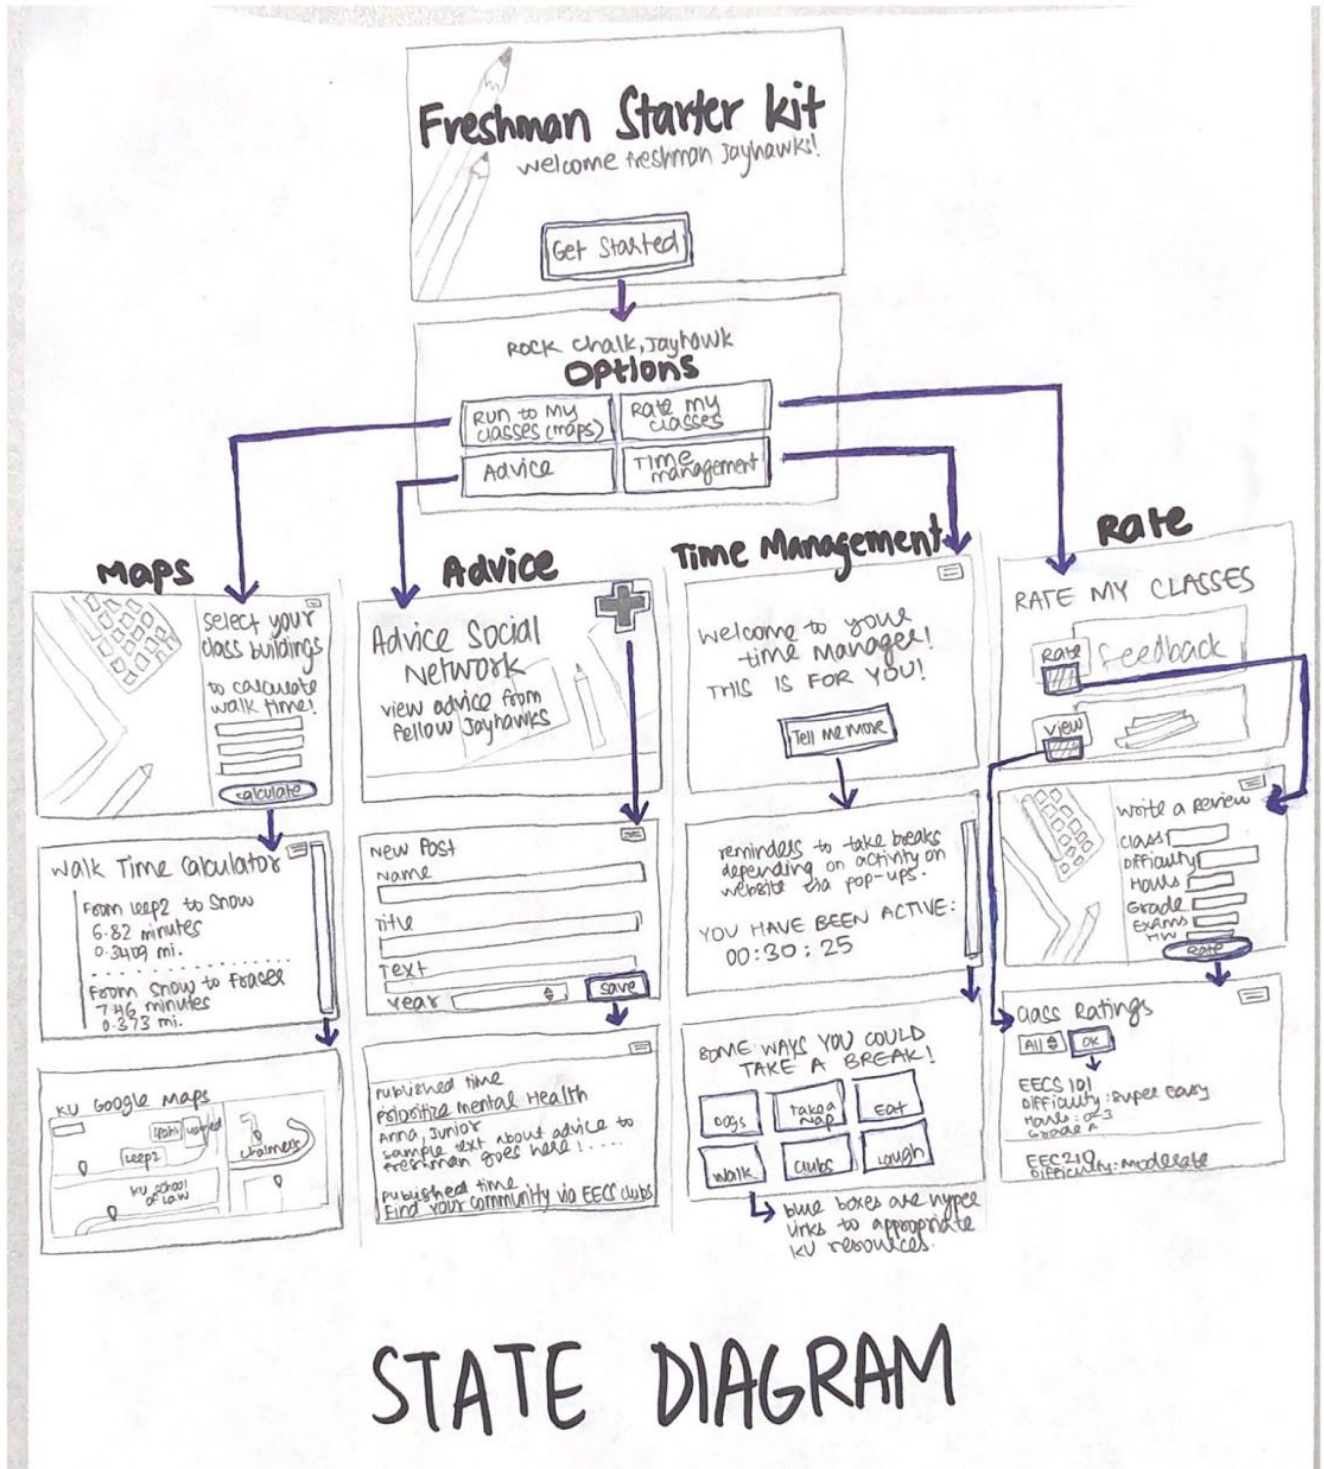 Freshman Starter kit
welcome freshman Jayhawks!
Get Started
ROCK Chalk, Jayhawk
Options
Run to My
classes (maps)
Rate my
classes
Advice
Time
management
Maps
select your
class buildings
to calculate
walk time!
calculate
Walk Time Calculator
From Leep2 to Snow
6.82 minutes
0.3409 mi.
From Snow to Fraser
7.46 minutes
0.373 mi.
KU Google Maps
Leep2
KU School
of Law
Chalmers
Advice
Advice Social
Network
view advice from
fellow Jayhawks
New Post
Name
Title
Text
Year
save
Published time
Prioritize Mental Health
Anna, Junior
sample text about advice to
freshman goes here!....
Published time
Find your community via EECS clubs
Time Management
Welcome to your
time manager!
THIS IS FOR YOU!
Tell me more
reminders to take breaks
depending on activity on
website via pop-ups.
YOU HAVE BEEN ACTIVE:
00:30:25
SOME WAYS YOU COULD
TAKE A BREAK!
Dogs
Take a
nap
Eat
Walk
Clubs
Laugh
blue boxes are hyper
links to appropriate
KU resources.
Rate
RATE MY CLASSES
Rate
Feedback
View
Write a Review
Class
Difficulty
Hours
Grade
Exams
HW
Rate
Class Ratings
All
OK
EECS 101
Difficulty: Super Easy
Hours: 0-3
Grade A
EECS 210
Difficulty: Moderate
STATE DIAGRAM